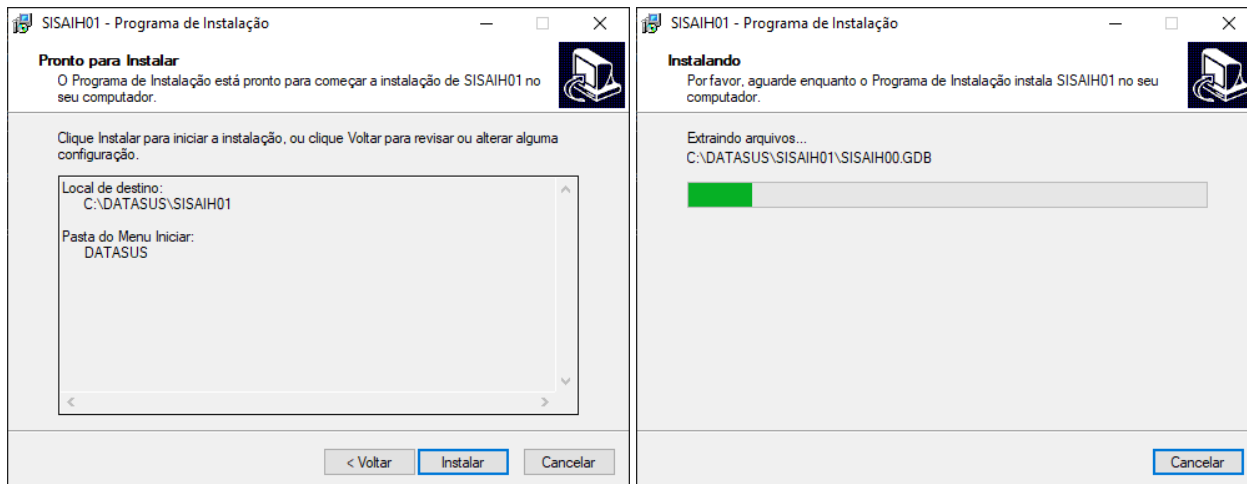 SISAIH01 - Programa de Instalação
Pronto para Instalar
O Programa de Instalação está pronto para começar a instalação de SISAIH01 no
seu computador.
Clique Instalar para iniciar a instalação, ou clique Voltar para revisar ou alterar alguma
configuração.
Local de destino:
C:\DATASUS\SISAIH01
Pasta do Menu Iniciar:
DATASUS
< Voltar
Instalar
Cancelar
SISAIH01 - Programa de Instalação
Instalando
Por favor, aguarde enquanto o Programa de Instalação instala SISAIH01 no seu
computador.
Extraindo arquivos...
C:\DATASUS\SISAIH01\SISAIH00.GDB
Cancelar